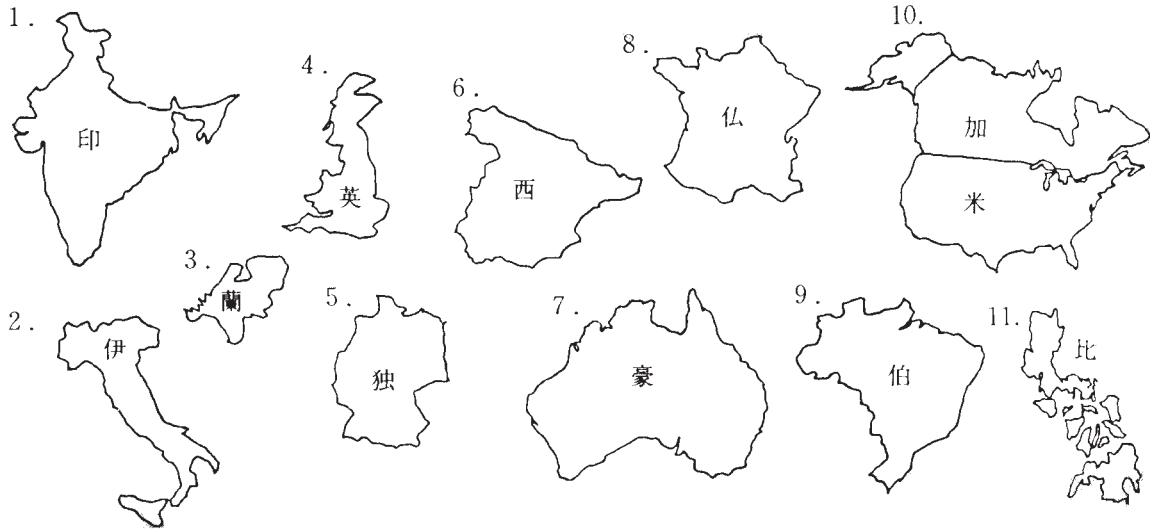 1. 印
2. 伊
3. 蘭
4. 英
5. 独
6. 西
7. 豪
8. 仏
9. 伯
10. 加
米
11. 比